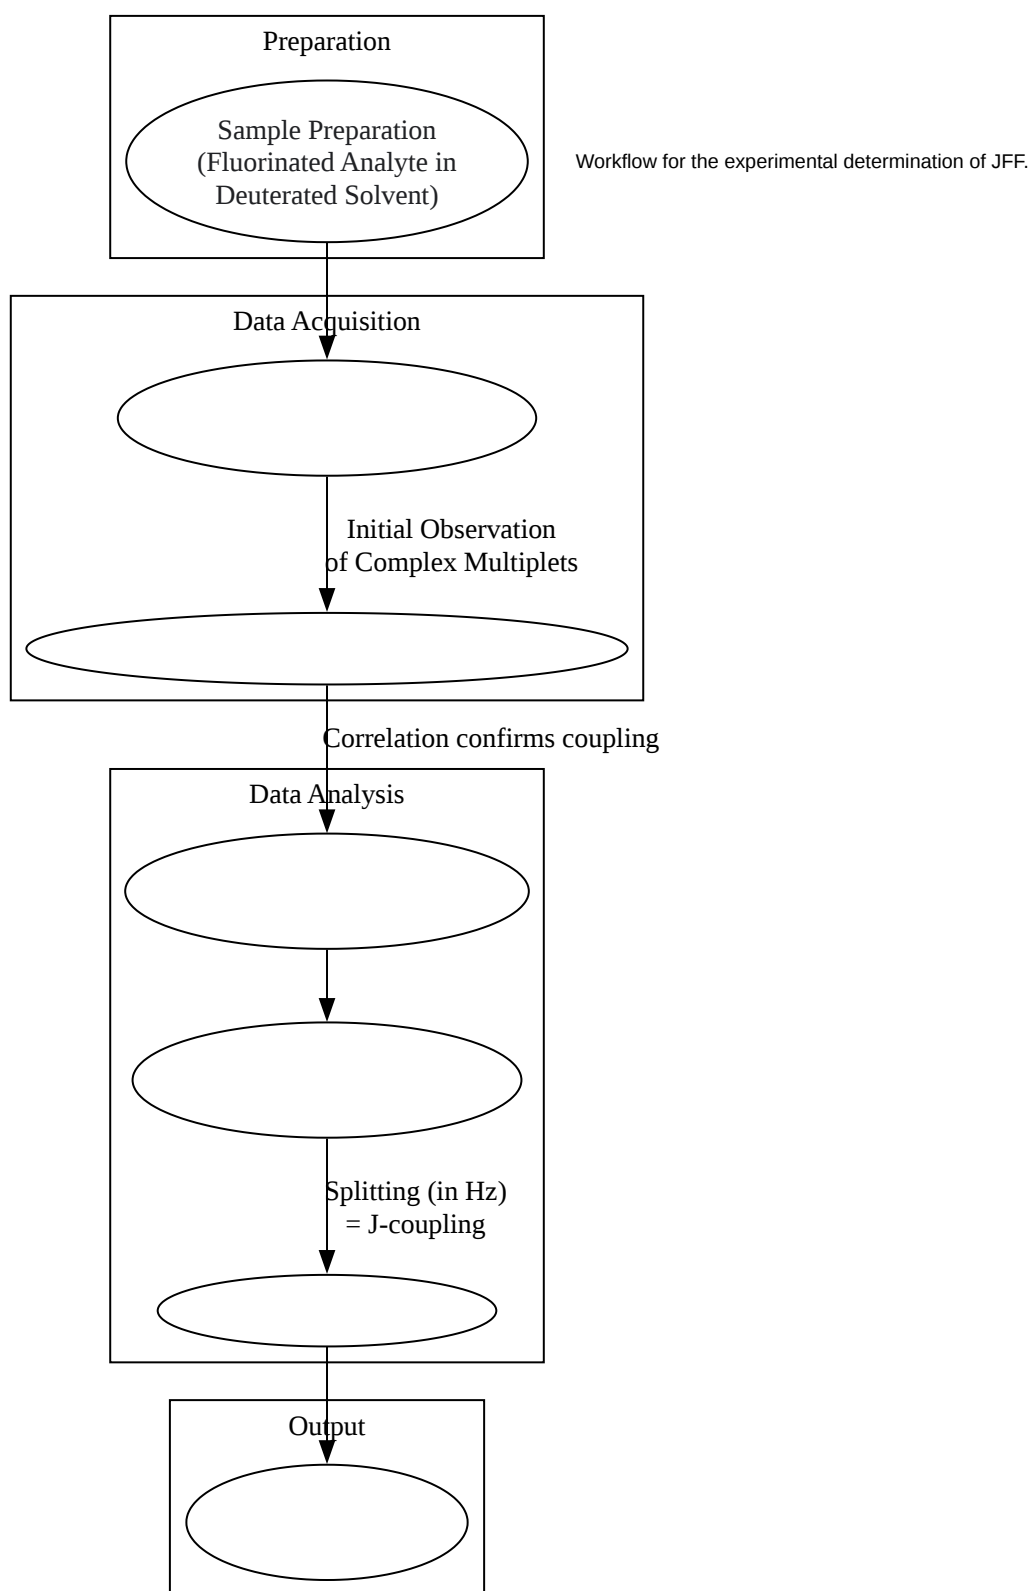 Preparation
Sample Preparation
(Fluorinated Analyte in
Deuterated Solvent)
Workflow for the experimental determination of JFF.
Data Acquisition
Initial Observation
of Complex Multiplets
Correlation confirms coupling
Data Analysis
Splitting (in Hz)
= J-coupling
Output